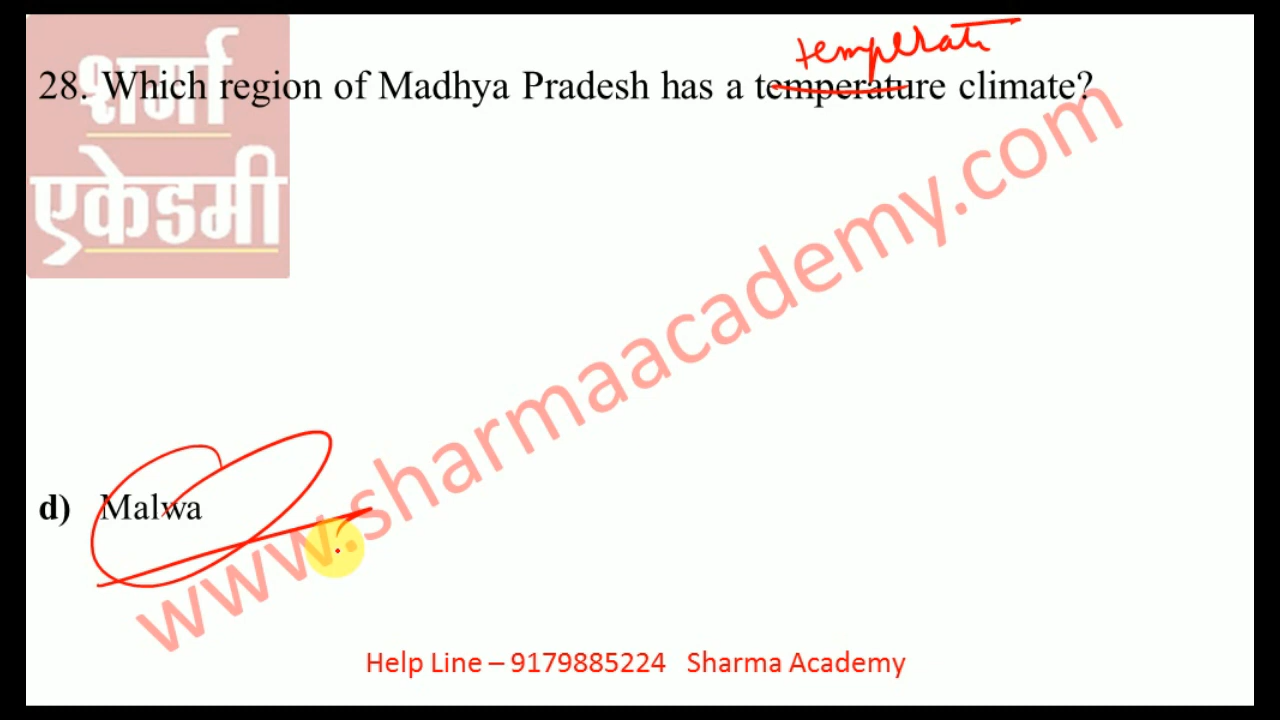 temperate
28. Which region of Madhya Pradesh has a temperature climate?
शर्मा
एकेडमी
www.sharmaacademy.com
d) Malwa
Help Line – 9179885224 Sharma Academy